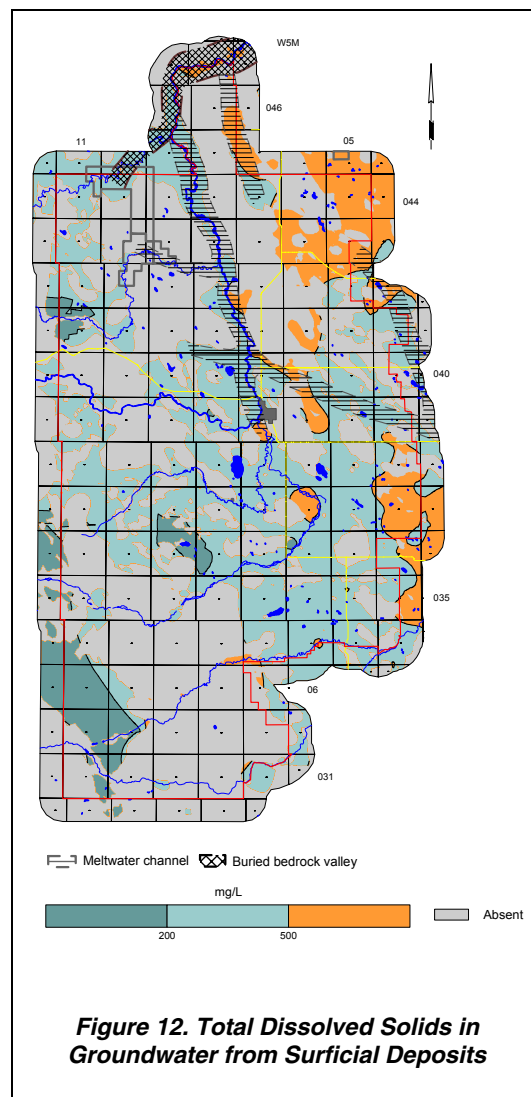 W5M
046
11
05
044
040
035
06
031
Meltwater channel
Buried bedrock valley
mg/L
200
500
Absent
Figure 12. Total Dissolved Solids in
Groundwater from Surficial Deposits